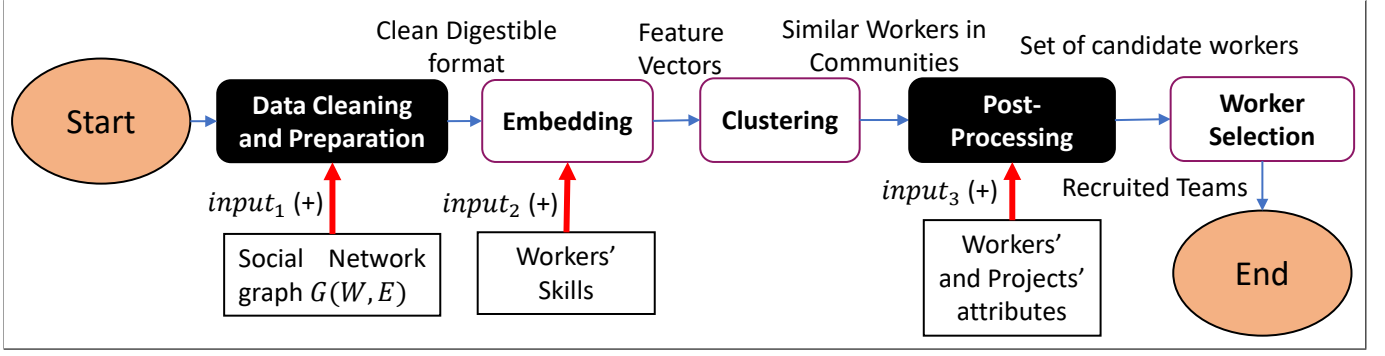 Clean Digestible
format
Feature
Vectors
Similar Workers in
Communities
Set of candidate workers
Start
Data Cleaning
and Preparation
Embedding
Clustering
Post-
Processing
Worker
Selection
input₁ (+)
input₂ (+)
input₃ (+)
Recruited Teams
Social Network
graph G(W, E)
Workers’
Skills
Workers’
and Projects’
attributes
End